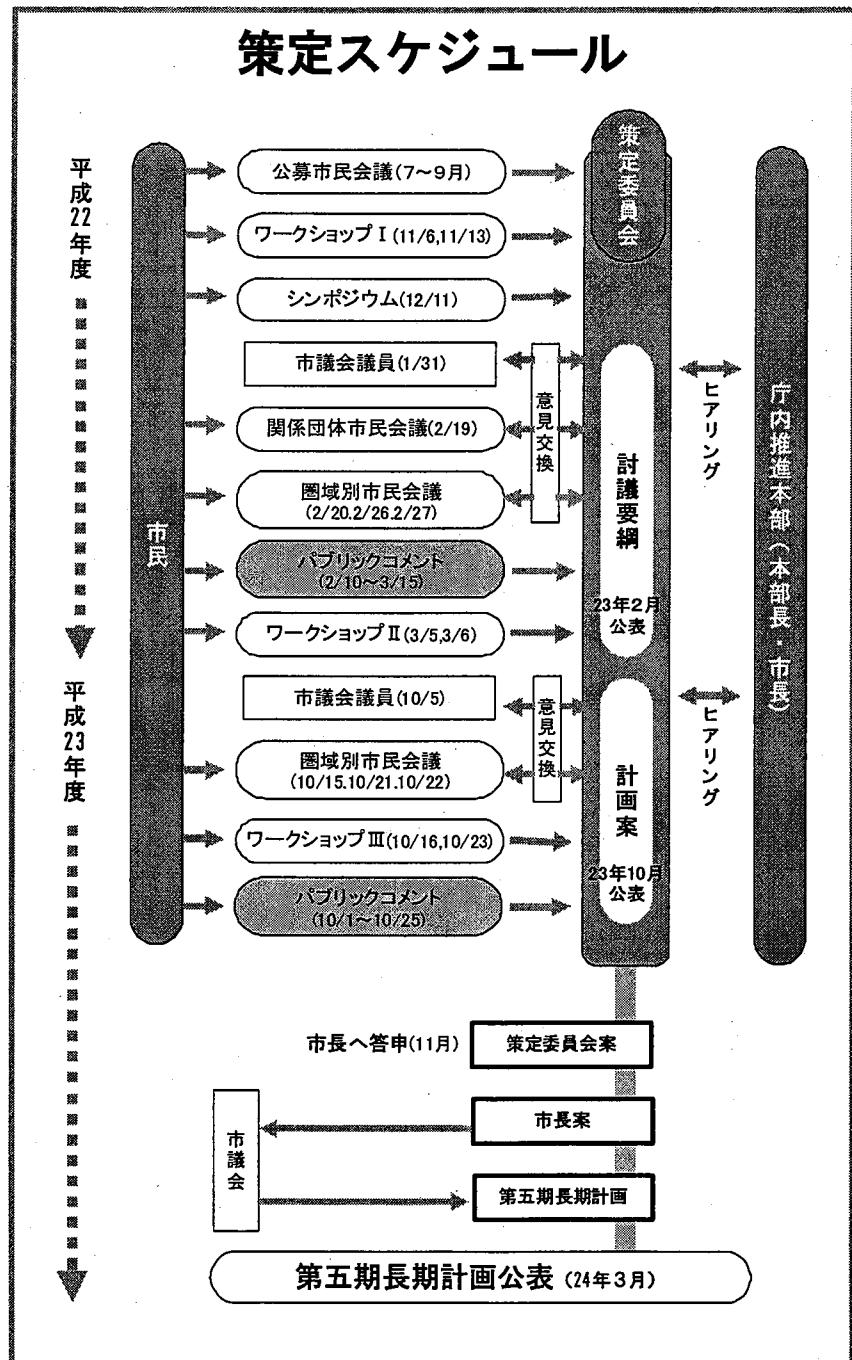 策定スケジュール
平成22年度
平成23年度
市民
公募市民会議(7～9月)
ワークショップⅠ(11/6,11/13)
シンポジウム(12/11)
市議会議員(1/31)
関係団体市民会議(2/19)
圏域別市民会議
(2/20.2/26.2/27)
パブリックコメント
(2/10～3/15)
ワークショップⅡ(3/5,3/6)
市議会議員(10/5)
圏域別市民会議
(10/15.10/21.10/22)
ワークショップⅢ(10/16,10/23)
パブリックコメント
(10/1～10/25)
意見交換
意見交換
策定委員会
討議要綱
23年2月
公表
計画案
23年10月
公表
ヒアリング
ヒアリング
庁内推進本部(本部長・市長)
市長へ答申(11月)
策定委員会案
市長案
市議会
第五期長期計画
第五期長期計画公表(24年3月)